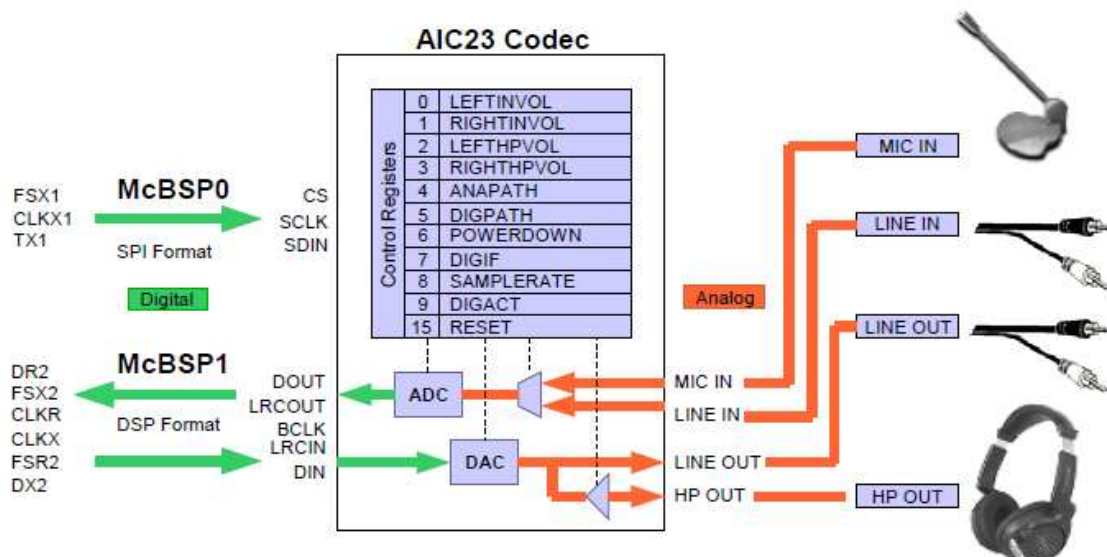 AIC23 Codec
Control Registers
0 LEFTINVOL
1 RIGHTINVOL
2 LEFTHPVOL
3 RIGHTHPVOL
4 ANAPATH
5 DIGPATH
6 POWERDOWN
7 DIGIF
8 SAMPLERATE
9 DIGACT
15 RESET
FSX1
CLKX1
TX1
McBSP0
SPI Format
CS
SCLK
SDIN
Digital
Analog
MIC IN
LINE IN
LINE OUT
HP OUT
DR2
FSX2
CLKR
CLKX
FSR2
DX2
McBSP1
DSP Format
DOUT
LRCOUT
BCLK
LRCIN
DIN
ADC
DAC
MIC IN
LINE IN
LINE OUT
HP OUT